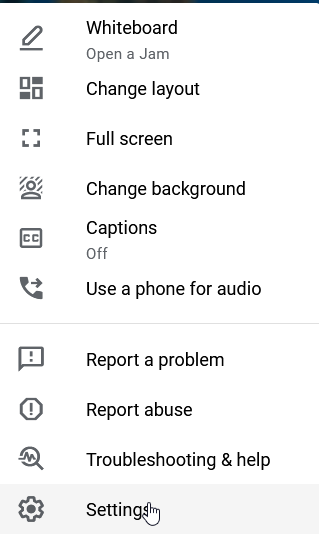 Whiteboard
Open a Jam
Change layout
Full screen
Change background
CC
Captions
Off
Use a phone for audio
Report a problem
Report abuse
Troubleshooting & help
Settings